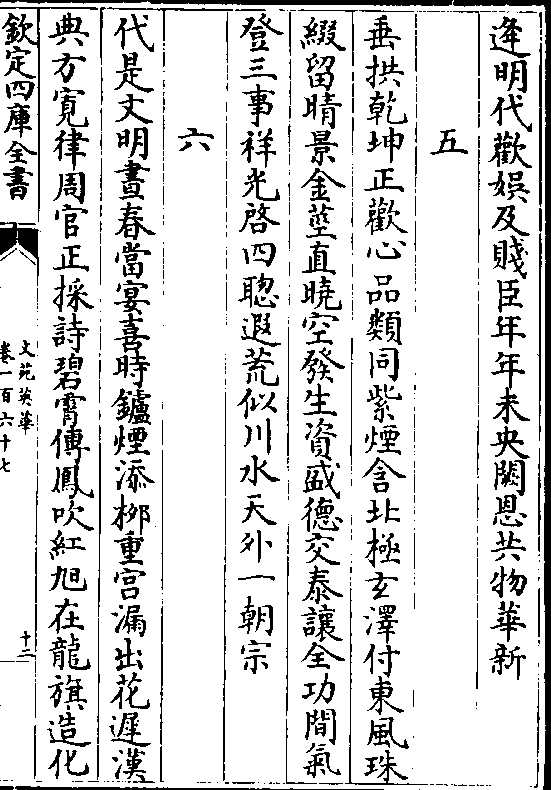 逢明代歡娱及賤臣年年未央闕恩共物華新
五
垂拱乾坤正歡心品類同紫煙含北極玄澤付東風珠
綴留晴景金莖直曉空發生資盛德交泰讓全功間氣
登三事祥光啓四聰遐荒似川水天外一朝宗
六
代是文明晝春當宴喜時鑪煙添柳重宫漏出花遲漢
典方寛律周官正採詩碧霄傳鳳吹紅旭在龍旗造化
欽定四庫全書
文苑英華
卷一百六十七
十二